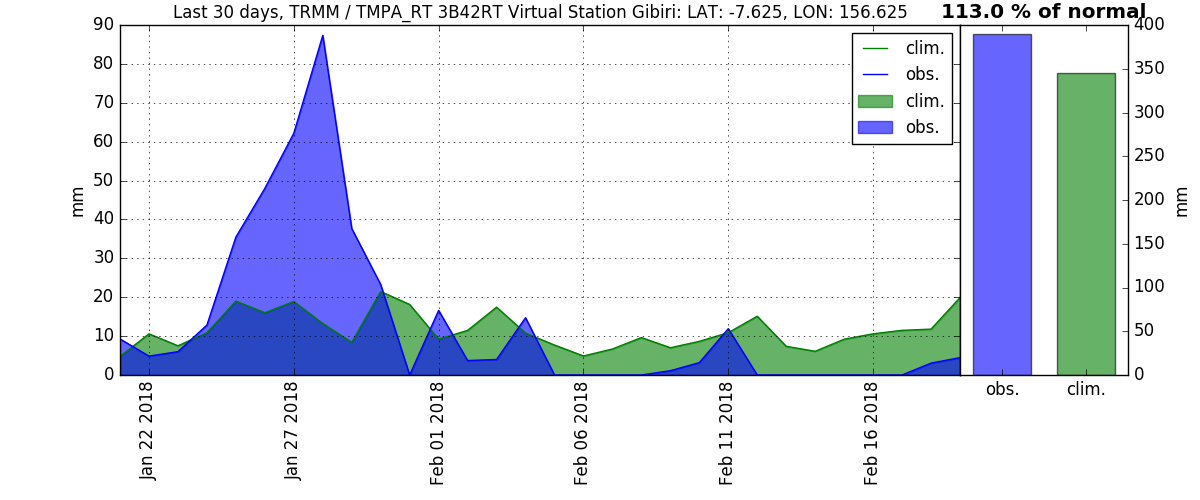 Last 30 days, TRMM / TMPA_RT 3B42RT Virtual Station Gibiri: LAT: -7.625, LON: 156.625
113.0 % of normal
90
80
70
60
50
40
30
20
10
0
mm
clim.
obs.
clim.
obs.
Jan 22 2018
Jan 27 2018
Feb 01 2018
Feb 06 2018
Feb 11 2018
Feb 16 2018
400
350
300
250
200
150
100
50
0
mm
obs.
clim.